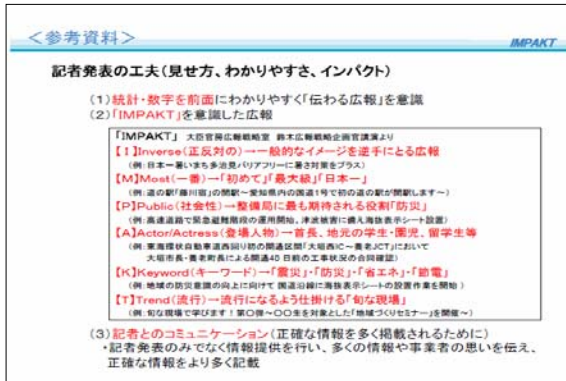 ＜参考資料＞
IMPAKT
記者発表の工夫(見せ方、わかりやすさ、インパクト)
(1)統計・数字を前面にわかりやすく「伝わる広報」を意識
(2)「IMPAKT」を意識した広報
「IMPAKT」 大臣官房広報戦略室 鈴木広報戦略企画官講演より
【I】Inverse(正反対の)→一般的なイメージを逆手にとる広報
(例:日本一暑いまち多治見バリアフリーに暑さ対策をプラス)
【M】Most(一番)→「初めて」「最大級」「日本一」
(例:道の駅「藤川宿」の開駅～愛知県内の国道1号で初の道の駅が開駅します～)
【P】Public(社会性)→整備局に最も期待される役割「防災」
(例:高速道路で緊急避難階段の運用開始。津波被害に備え海抜表示シート設置)
【A】Actor/Actress(登場人物)→首長、地元の学生・園児、留学生等
(例:東海環状自動車道西回り初の開通区間「大垣西IC～養老JCT」において
大垣市長・養老町長による開通40日前の工事状況の合同確認)
【K】Keyword(キーワード)→「震災」・「防災」・「省エネ」・「節電」
(例:地域の防災意識の向上に向けて 国道沿線に海抜表示シートの設置作業を開始)
【T】Trend(流行)→流行になるよう仕掛ける「旬な現場」
(例:旬な現場で学びます!第○弾～○○生を対象とした「地域づくりセミナー」を開催～)
(3)記者とのコミュニケーション(正確な情報を多く掲載されるために)
・記者発表のみでなく情報提供を行い、多くの情報や事業者の思いを伝え、
正確な情報をより多く記載